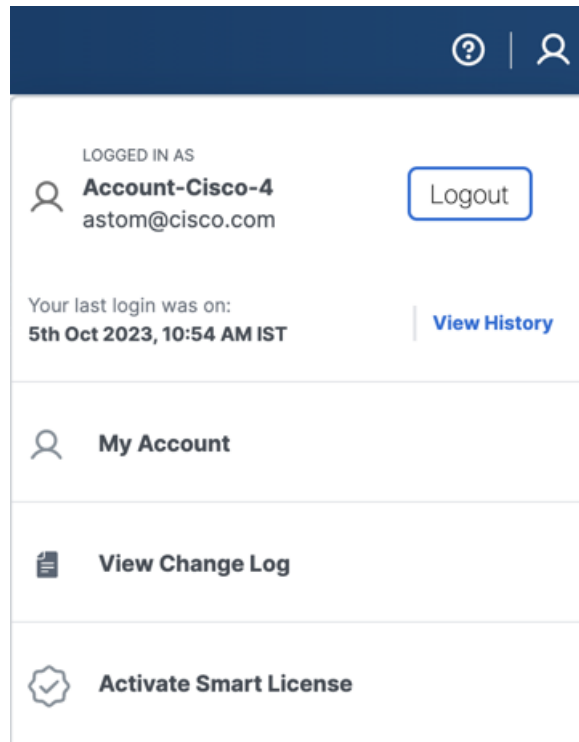 LOGGED IN AS
Account-Cisco-4
astom@cisco.com
Logout
Your last login was on:
5th Oct 2023, 10:54 AM IST
View History
My Account
View Change Log
Activate Smart License